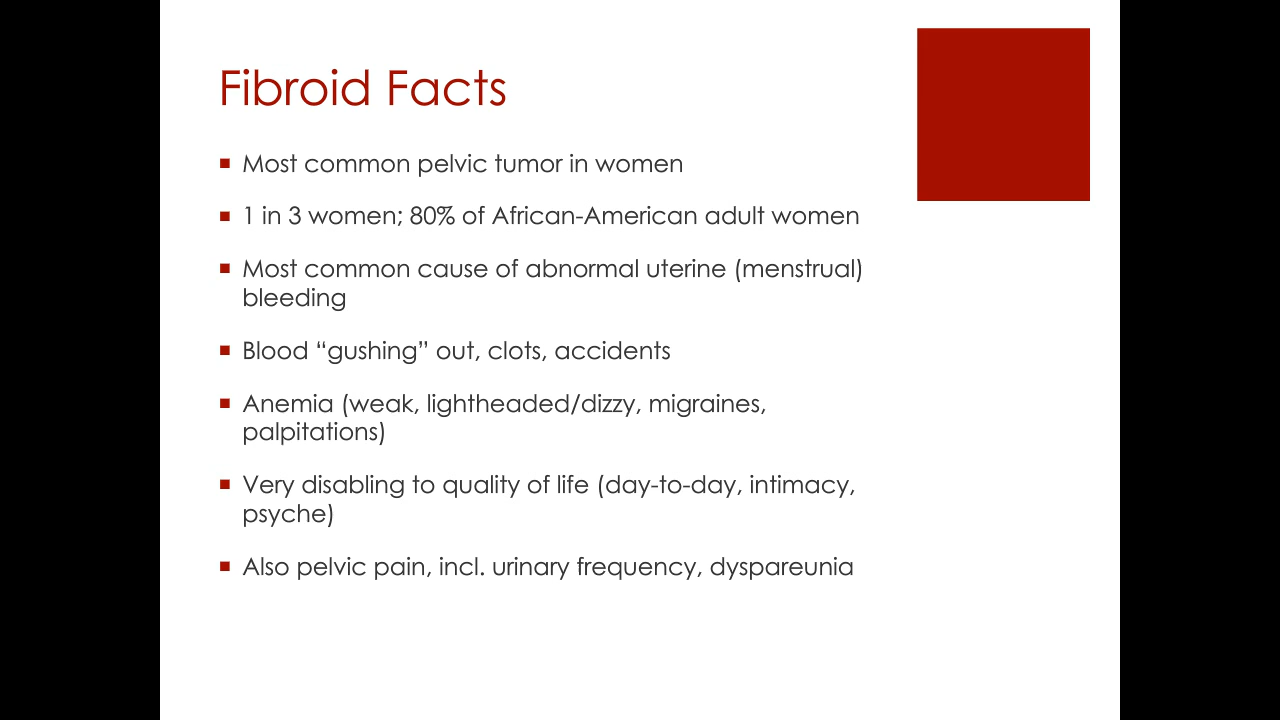 Fibroid Facts
Most common pelvic tumor in women
1 in 3 women; 80% of African-American adult women
Most common cause of abnormal uterine (menstrual)
bleeding
Blood “gushing” out, clots, accidents
Anemia (weak, lightheaded/dizzy, migraines,
palpitations)
Very disabling to quality of life (day-to-day, intimacy,
psyche)
Also pelvic pain, incl. urinary frequency, dyspareunia